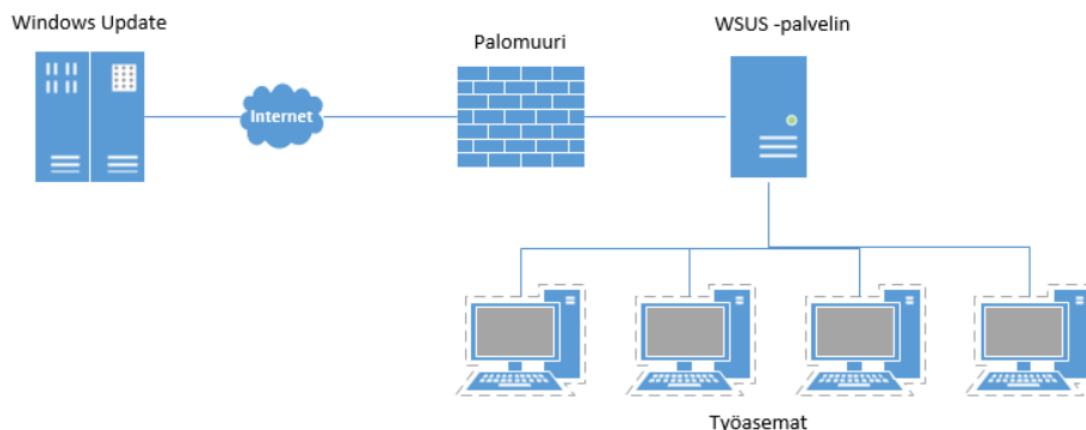 Windows Update
Palomuuri
WSUS -palvelin
Internet
Työasemat